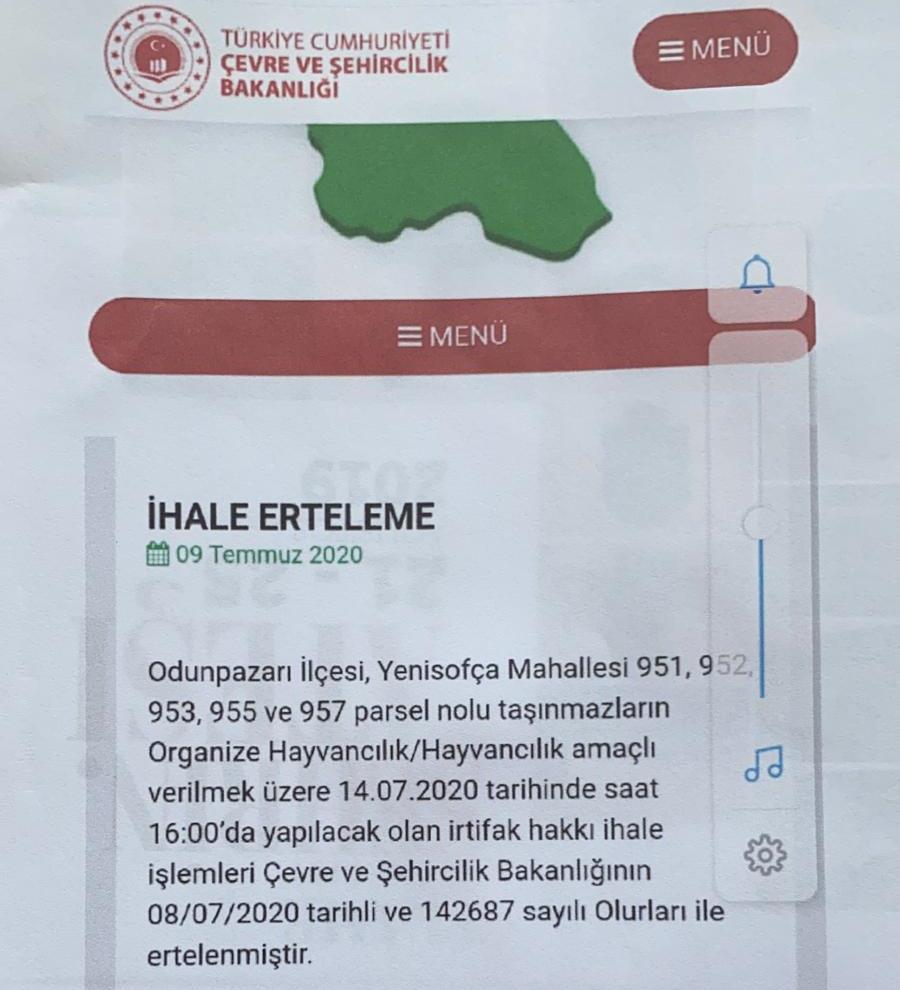 TÜRKİYE CUMHURİYETİ
ÇEVRE VE ŞEHİRCİLİK
BAKANLIĞI
MENÜ
MENÜ
İHALE ERTELEME
09 Temmuz 2020
Odunpazarı İlçesi, Yenisofça Mahallesi 951, 952,
953, 955 ve 957 parsel nolu taşınmazların
Organize Hayvancılık/Hayvancılık amaçlı
verilmek üzere 14.07.2020 tarihinde saat
16:00'da yapılacak olan irtifak hakkı ihale
işlemleri Çevre ve Şehircilik Bakanlığının
08/07/2020 tarihli ve 142687 sayılı Olurları ile
ertelenmiştir.